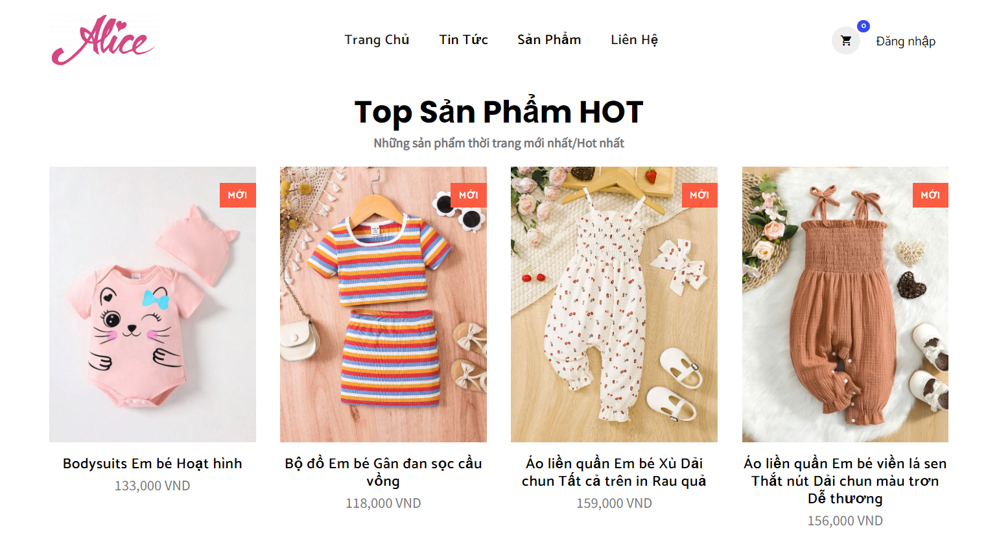 Alice
Trang Chủ
Tin Tức
Sản Phẩm
Liên Hệ
0
Đăng nhập
Top Sản Phẩm HOT
Những sản phẩm thời trang mới nhất/Hot nhất
MỚI
MỚI
MỚI
MỚI
Bodysuits Em bé Hoạt hình
133,000 VND
Bộ đồ Em bé Gân đan sọc cầu
vồng
118,000 VND
Áo liền quần Em bé Xù Dải
chun Tất cả trên in Rau quả
159,000 VND
Áo liền quần Em bé viền lá sen
Thắt nút Dải chun màu trơn
Dễ thương
156,000 VND